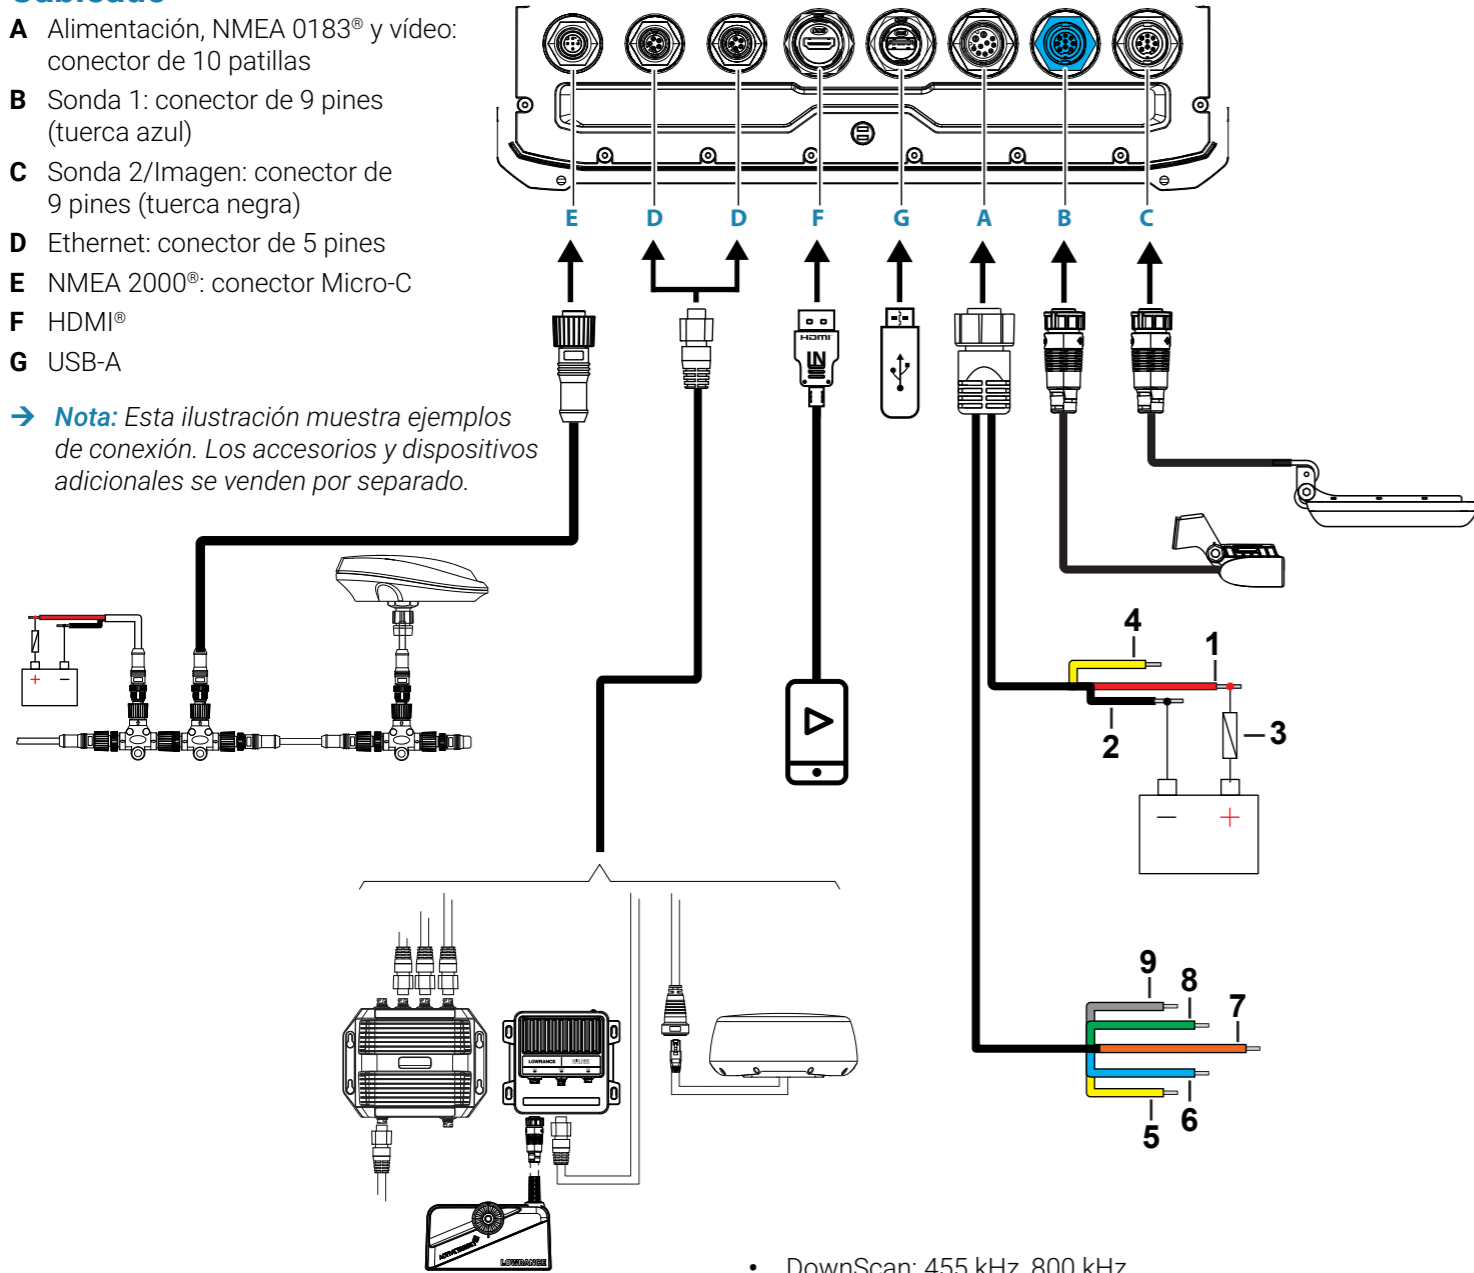 A Alimentación, NMEA 0183® y vídeo:
conector de 10 patillas
B Sonda 1: conector de 9 pines
(tuerca azul)
C Sonda 2/Imagen: conector de
9 pines (tuerca negra)
D Ethernet: conector de 5 pines
E NMEA 2000®: conector Micro-C
F HDMI®
G USB-A
→ Nota: Esta ilustración muestra ejemplos
de conexión. Los accesorios y dispositivos
adicionales se venden por separado.
E D D F G A B C
HDMI
IN
4
1
2
3
+ −
− +
9
8
7
6
5
LOWRANCE
LOWRANCE
• DownScan: 455 kHz, 800 kHz